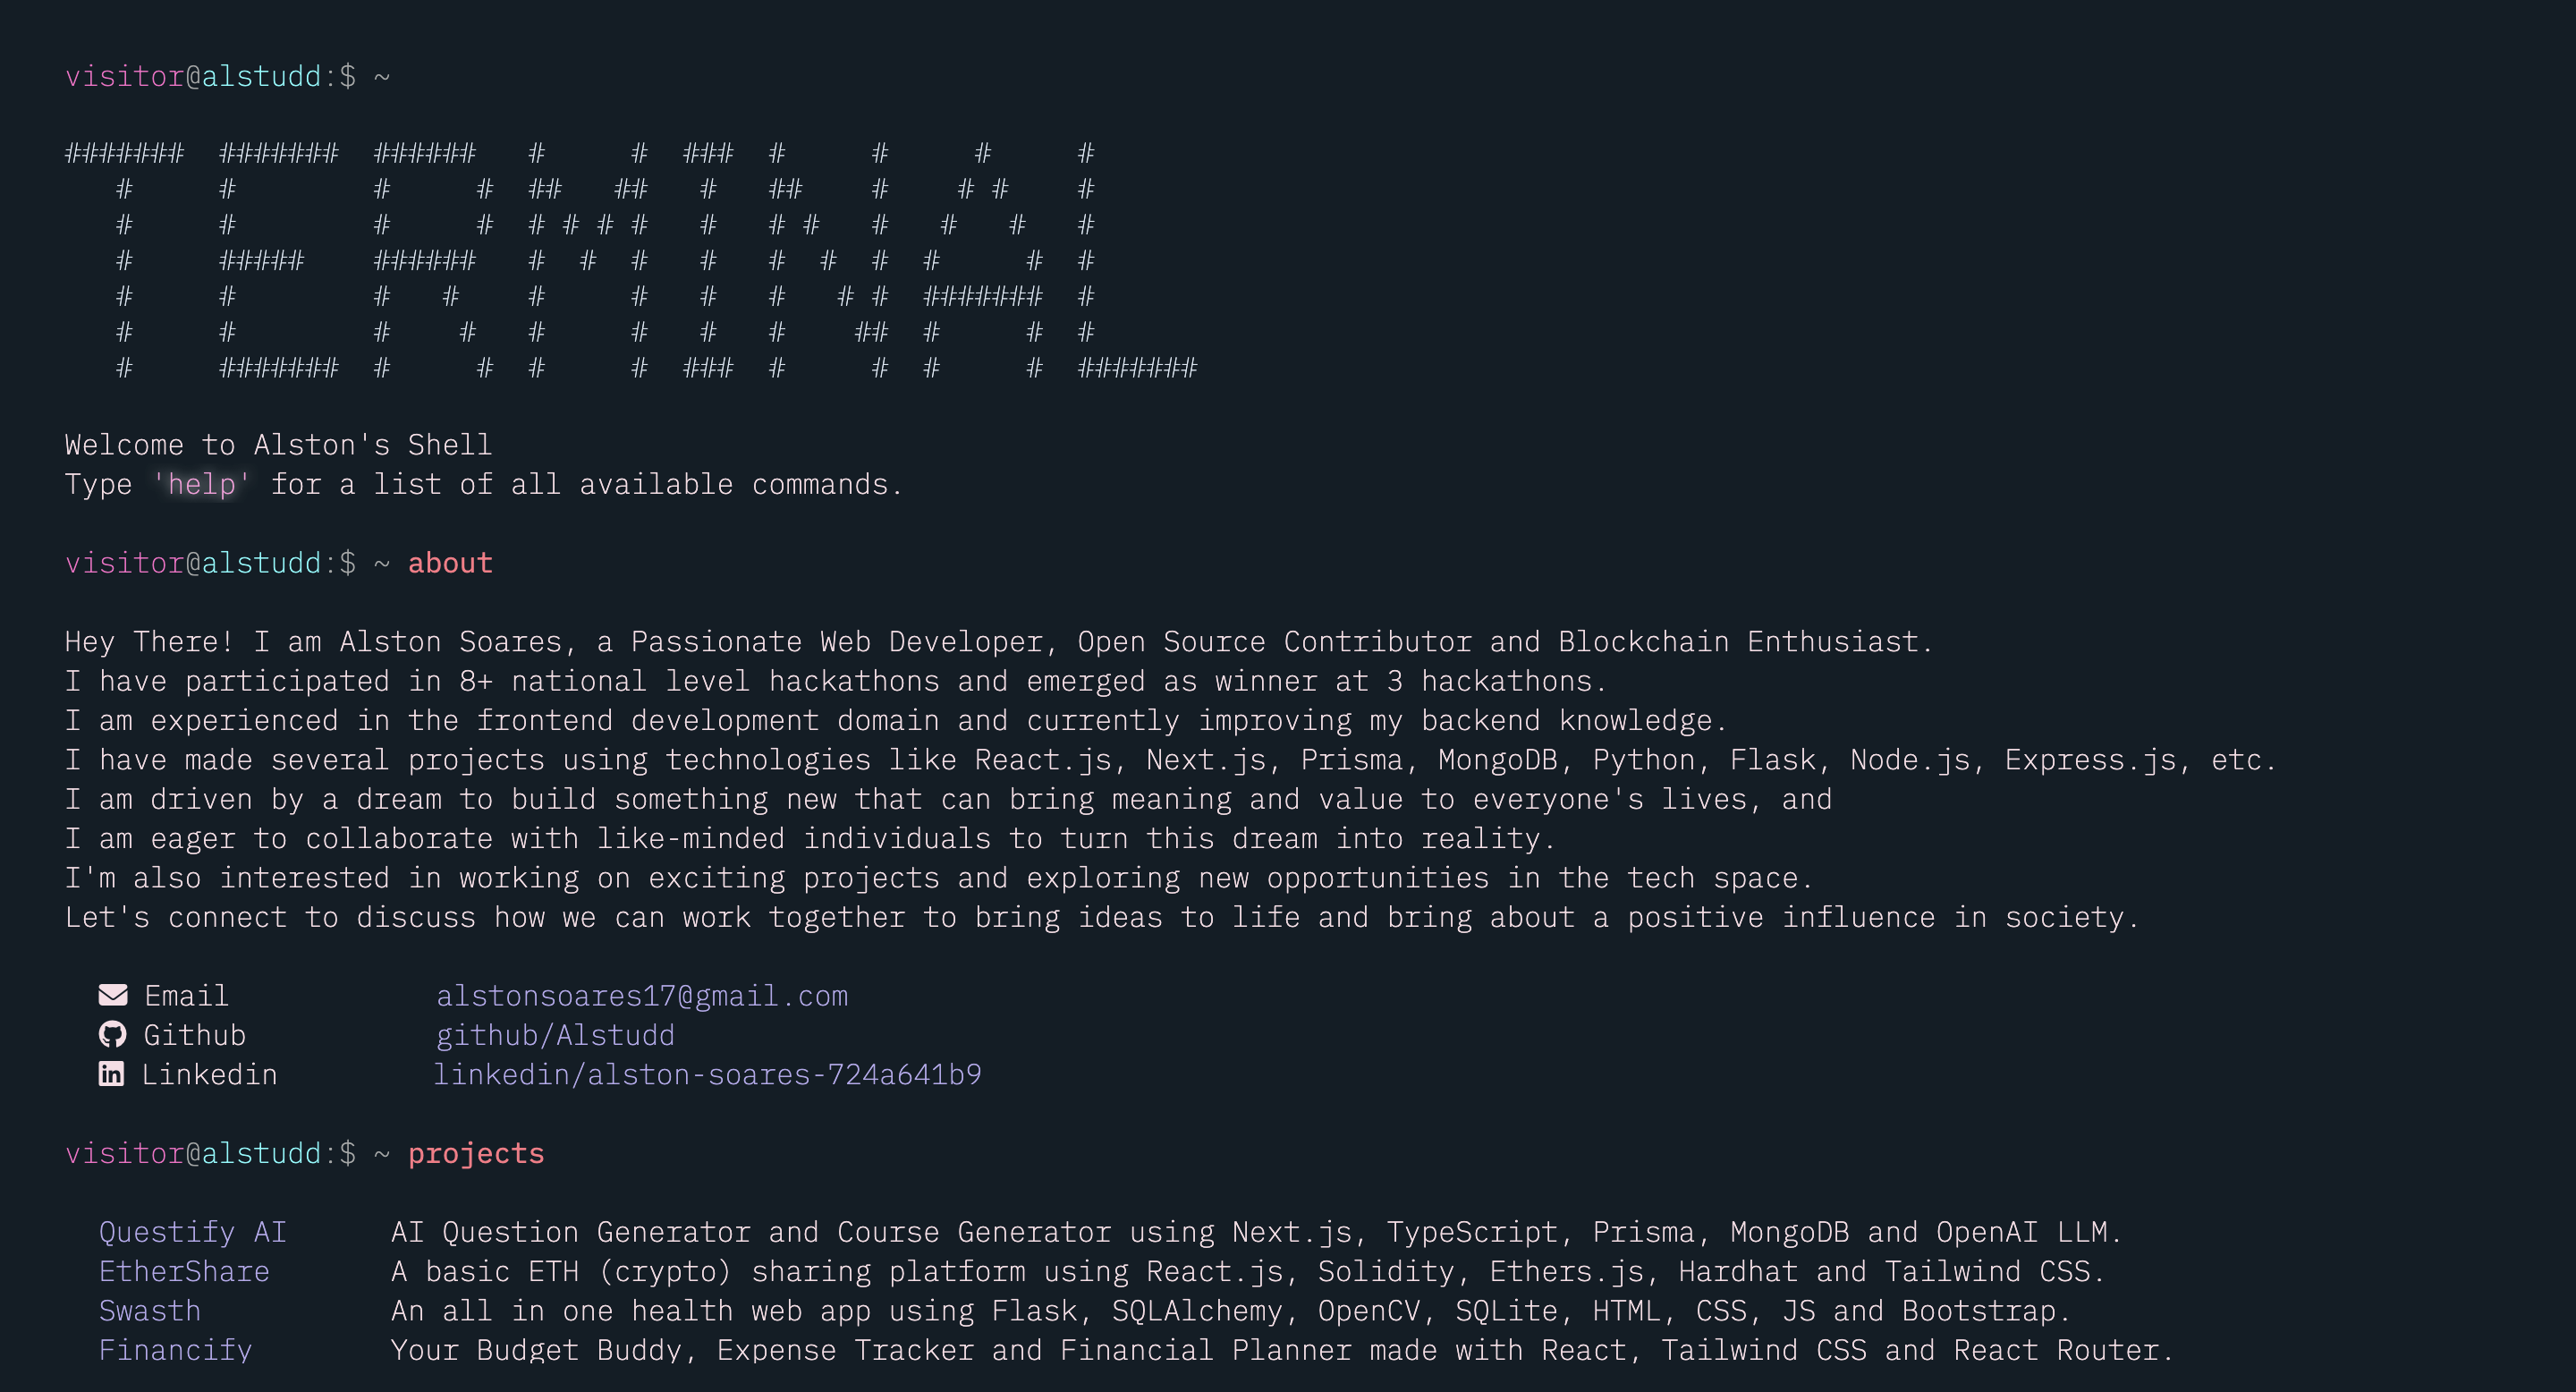 visitor@alstudd:$ ~
#######  #######  ######   #     #  ###  #     #     #     #
   #     #        #     #  ##   ##   #   ##    #    # #    #
   #     #        #     #  # # # #   #   # #   #   #   #   #
   #     #####    ######   #  #  #   #   #  #  #  #     #  #
   #     #        #   #    #     #   #   #   # #  #######  #
   #     #        #    #   #     #   #   #    ##  #     #  #
   #     #######  #     #  #     #  ###  #     #  #     #  #######
Welcome to Alston's Shell
Type 'help' for a list of all available commands.
visitor@alstudd:$ ~ about
Hey There! I am Alston Soares, a Passionate Web Developer, Open Source Contributor and Blockchain Enthusiast.
I have participated in 8+ national level hackathons and emerged as winner at 3 hackathons.
I am experienced in the frontend development domain and currently improving my backend knowledge.
I have made several projects using technologies like React.js, Next.js, Prisma, MongoDB, Python, Flask, Node.js, Express.js, etc.
I am driven by a dream to build something new that can bring meaning and value to everyone's lives, and
I am eager to collaborate with like-minded individuals to turn this dream into reality.
I'm also interested in working on exciting projects and exploring new opportunities in the tech space.
Let's connect to discuss how we can work together to bring ideas to life and bring about a positive influence in society.
Email alstonsoares17@gmail.com
Github github/Alstudd
Linkedin linkedin/alston-soares-724a641b9
visitor@alstudd:$ ~ projects
Questify AI AI Question Generator and Course Generator using Next.js, TypeScript, Prisma, MongoDB and OpenAI LLM.
EtherShare A basic ETH (crypto) sharing platform using React.js, Solidity, Ethers.js, Hardhat and Tailwind CSS.
Swasth An all in one health web app using Flask, SQLAlchemy, OpenCV, SQLite, HTML, CSS, JS and Bootstrap.
Financify Your Budget Buddy, Expense Tracker and Financial Planner made with React, Tailwind CSS and React Router.